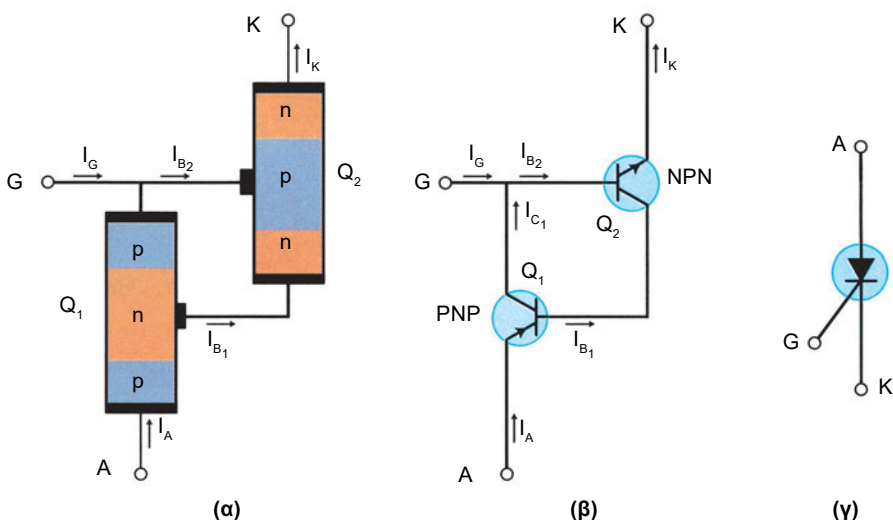 K
I_K
n
I_G
I_B2
G
p
Q_2
p
n
Q_1
n
I_B1
p
I_A
A
(α)
K
I_K
I_G
I_B2
NPN
G
I_C1
Q_2
Q_1
PNP
I_B1
I_A
A
(β)
A
G
K
(γ)